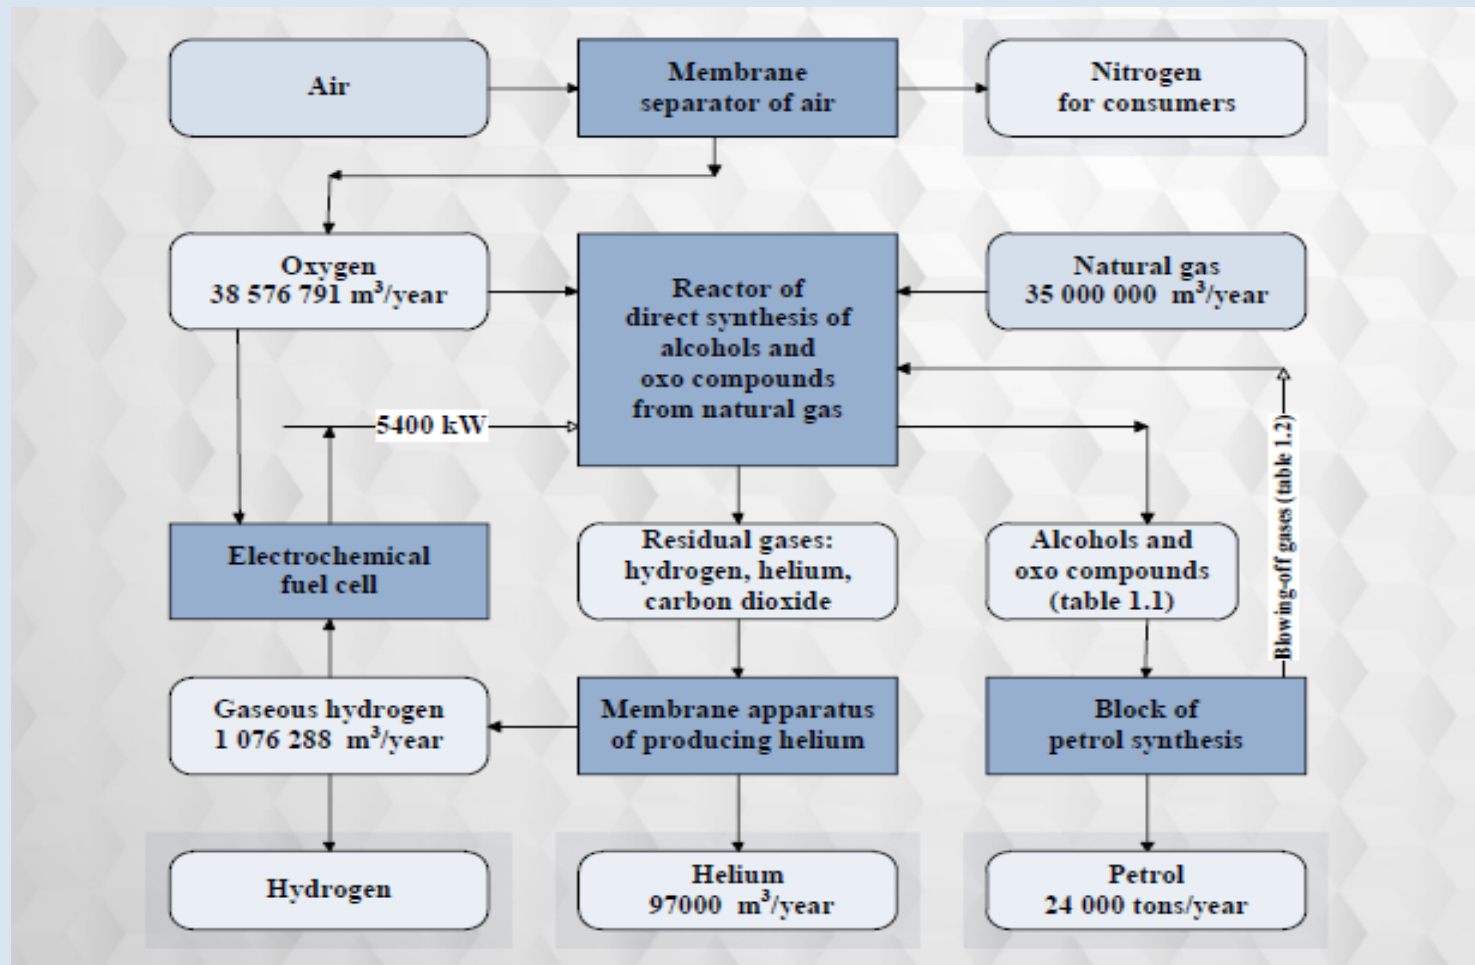 Air
Membrane
separator of air
Nitrogen
for consumers
Oxygen
38 576 791 m³/year
Reactor of
direct synthesis of
alcohols and
oxo compounds
from natural gas
Natural gas
35 000 000 m³/year
5400 kW
Blowing-off gases (table 1.2)
Electrochemical
fuel cell
Residual gases:
hydrogen, helium,
carbon dioxide
Alcohols and
oxo compounds
(table 1.1)
Gaseous hydrogen
1 076 288 m³/year
Membrane apparatus
of producing helium
Block of
petrol synthesis
Hydrogen
Helium
97000 m³/year
Petrol
24 000 tons/year